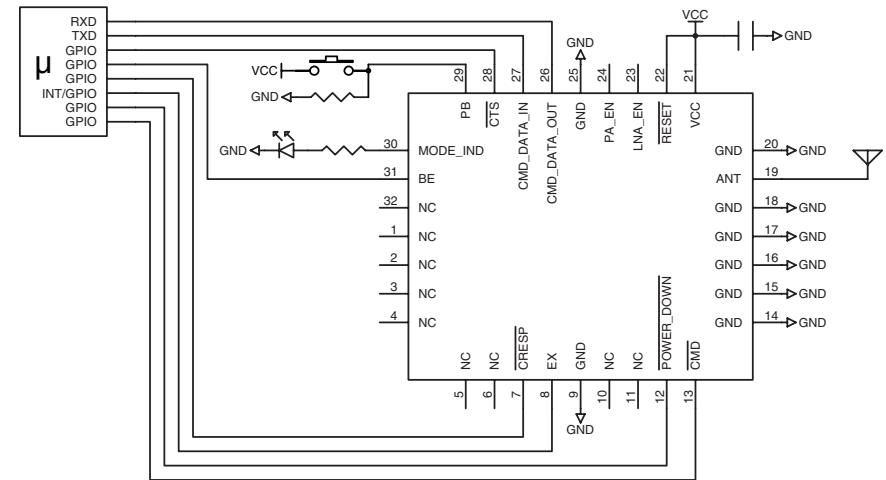 RXD
TXD
GPIO
GPIO
GPIO
INT/GPIO
GPIO
GPIO
μ
VCC
GND
GND
VCC
GND
29
28
27
26
25
24
23
22
21
PB
CTS
CMD_DATA_IN
CMD_DATA_OUT
GND
PA_EN
LNA_EN
RESET
VCC
GND
30
MODE_IND
31
BE
32
NC
1
NC
2
NC
3
NC
4
NC
GND
20
GND
ANT
19
GND
18
GND
GND
17
GND
GND
16
GND
GND
15
GND
GND
14
GND
NC
NC
CRESP
EX
GND
NC
NC
POWER_DOWN
CMD
5
6
7
8
9
10
11
12
13
GND